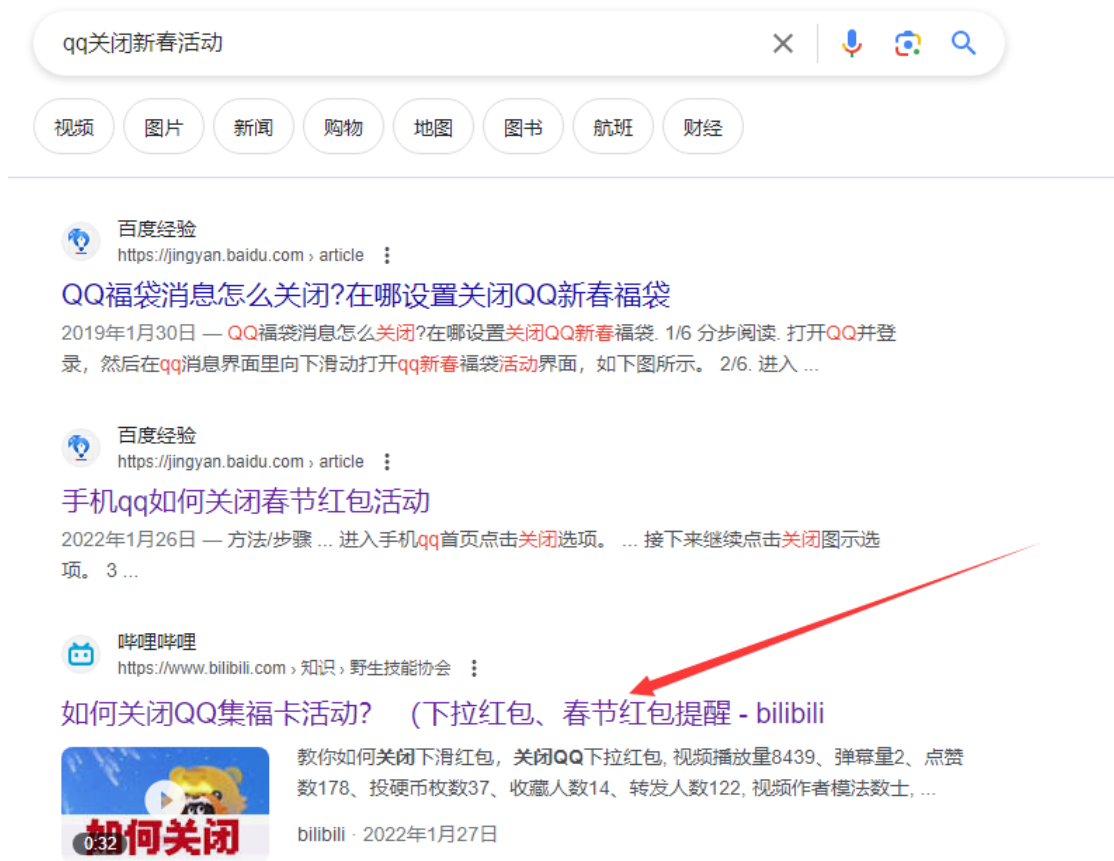 qq关闭新春活动
视频 图片 新闻 购物 地图 图书 航班 财经
百度经验
https://jingyan.baidu.com › article
QQ福袋消息怎么关闭?在哪设置关闭QQ新春福袋
2019年1月30日 — QQ福袋消息怎么关闭?在哪设置关闭QQ新春福袋. 1/6 分步阅读. 打开QQ并登
录，然后在qq消息界面里向下滑动打开qq新春福袋活动界面，如下图所示。 2/6. 进入 ...
百度经验
https://jingyan.baidu.com › article
手机qq如何关闭春节红包活动
2022年1月26日 — 方法/步骤 ... 进入手机qq首页点击关闭选项。 ... 接下来继续点击关闭图示选
项。 3 ...
哔哩哔哩
https://www.bilibili.com › 知识 › 野生技能协会
如何关闭QQ集福卡活动？ （下拉红包、春节红包提醒 - bilibili
教你如何关闭下滑红包，关闭QQ下拉红包, 视频播放量8439、弹幕量2、点赞
数178、投硬币枚数37、收藏人数14、转发人数122, 视频作者模法数士, ...
如何关闭
0:32
bilibili · 2022年1月27日